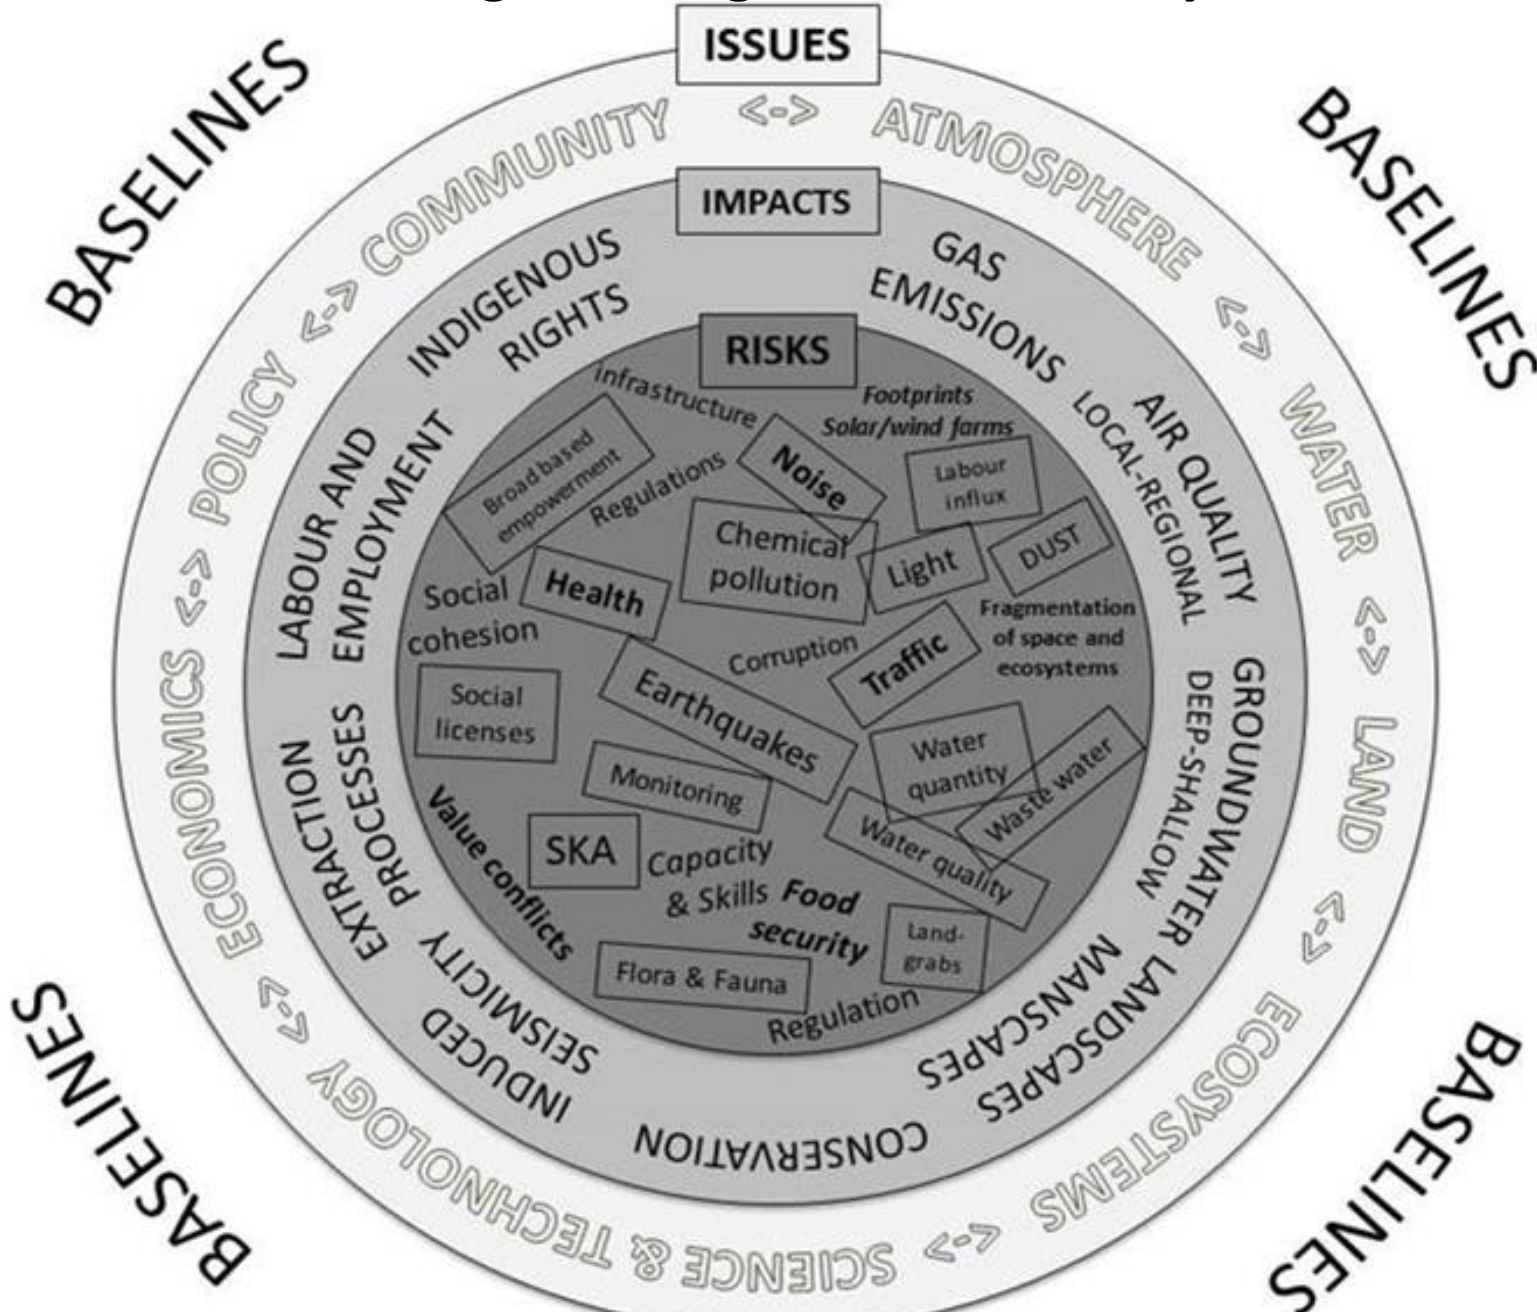 ISSUES
BASELINES
BASELINES
BASELINES
BASELINES
COMMUNITY <-> ATMOSPHERE <-> WATER <-> LAND <-> ECOSYSTEMS <-> SCIENCE & TECHNOLOGY <-> ECONOMICS <-> POLICY <->
IMPACTS
GAS
EMISSIONS
AIR QUALITY
LOCAL-REGIONAL
GROUNDWATER
DEEP-SHALLOW
LANDSCAPES
MANSCAPES
CONSERVATION
INDUCED
SEISMICITY
EXTRACTION
PROCESSES
LABOUR AND
EMPLOYMENT
INDIGENOUS
RIGHTS
RISKS
infrastructure
Footprints
Solar/wind farms
Broad based
empowerment
Regulations
Noise
Labour
influx
Chemical
pollution
Light
DUST
Social
cohesion
Health
Corruption
Traffic
Fragmentation
of space and
ecosystems
Social
licenses
Earthquakes
Water
quantity
Waste water
Monitoring
Water quality
Value conflicts
SKA
Capacity
& Skills
Food
security
Land-
grabs
Flora & Fauna
Regulation